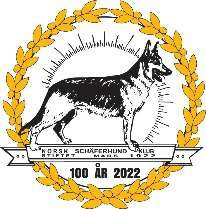 NORSK SCHÄFERHUND KLUB
STIFTET MARS 1922
100 ÅR 2022